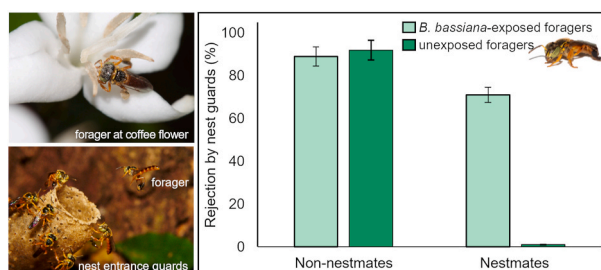 forager at coffee flower
forager
nest entrance guards
Rejection by nest guards (%)
100
80
60
40
20
0
B. bassiana-exposed foragers
unexposed foragers
Non-nestmates
Nestmates